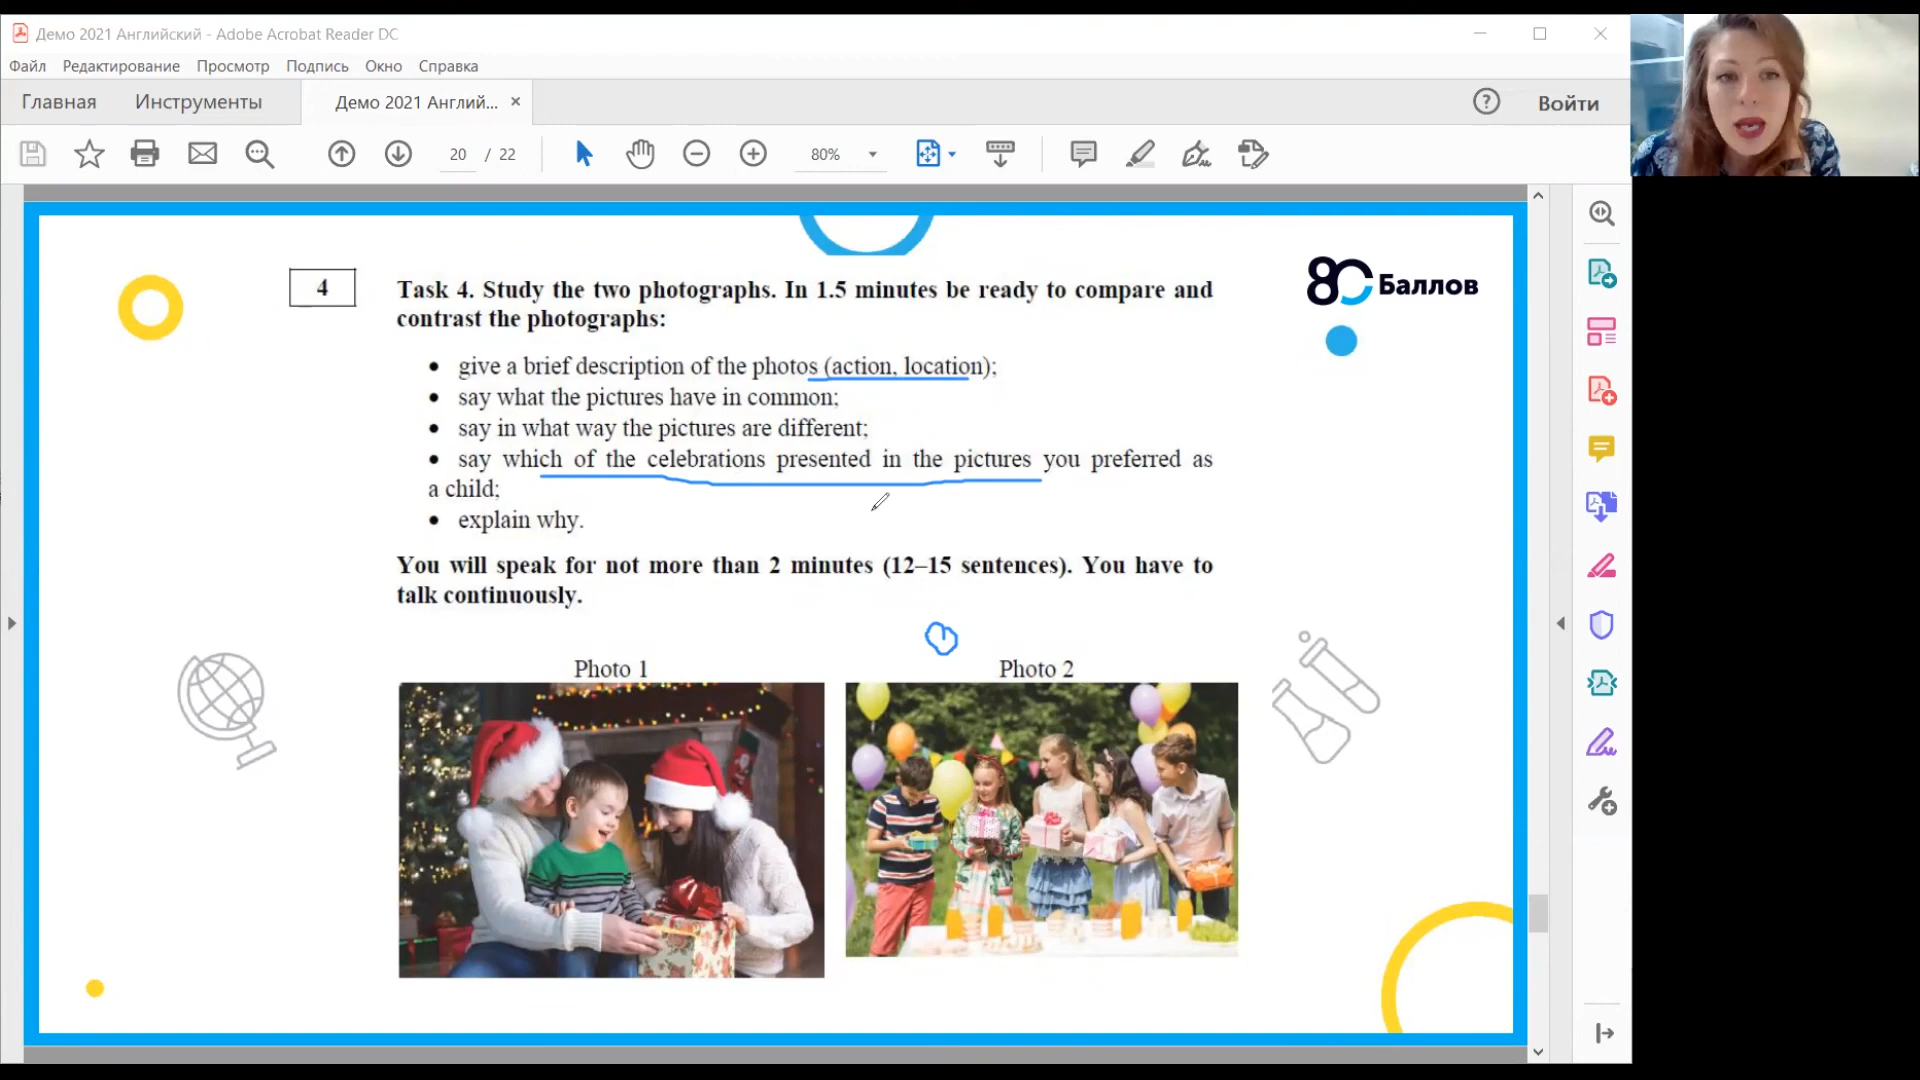 Демо 2021 Английский - Adobe Acrobat Reader DC
Файл Редактирование Просмотр Подпись Окно Справка
Главная Инструменты Демо 2021 Англий... × ? Войти
20 / 22 80%
80 Баллов
4
Task 4. Study the two photographs. In 1.5 minutes be ready to compare and
contrast the photographs:
• give a brief description of the photos (action, location);
• say what the pictures have in common;
• say in what way the pictures are different;
• say which of the celebrations presented in the pictures you preferred as
a child;
• explain why.
You will speak for not more than 2 minutes (12–15 sentences). You have to
talk continuously.
Photo 1 Photo 2